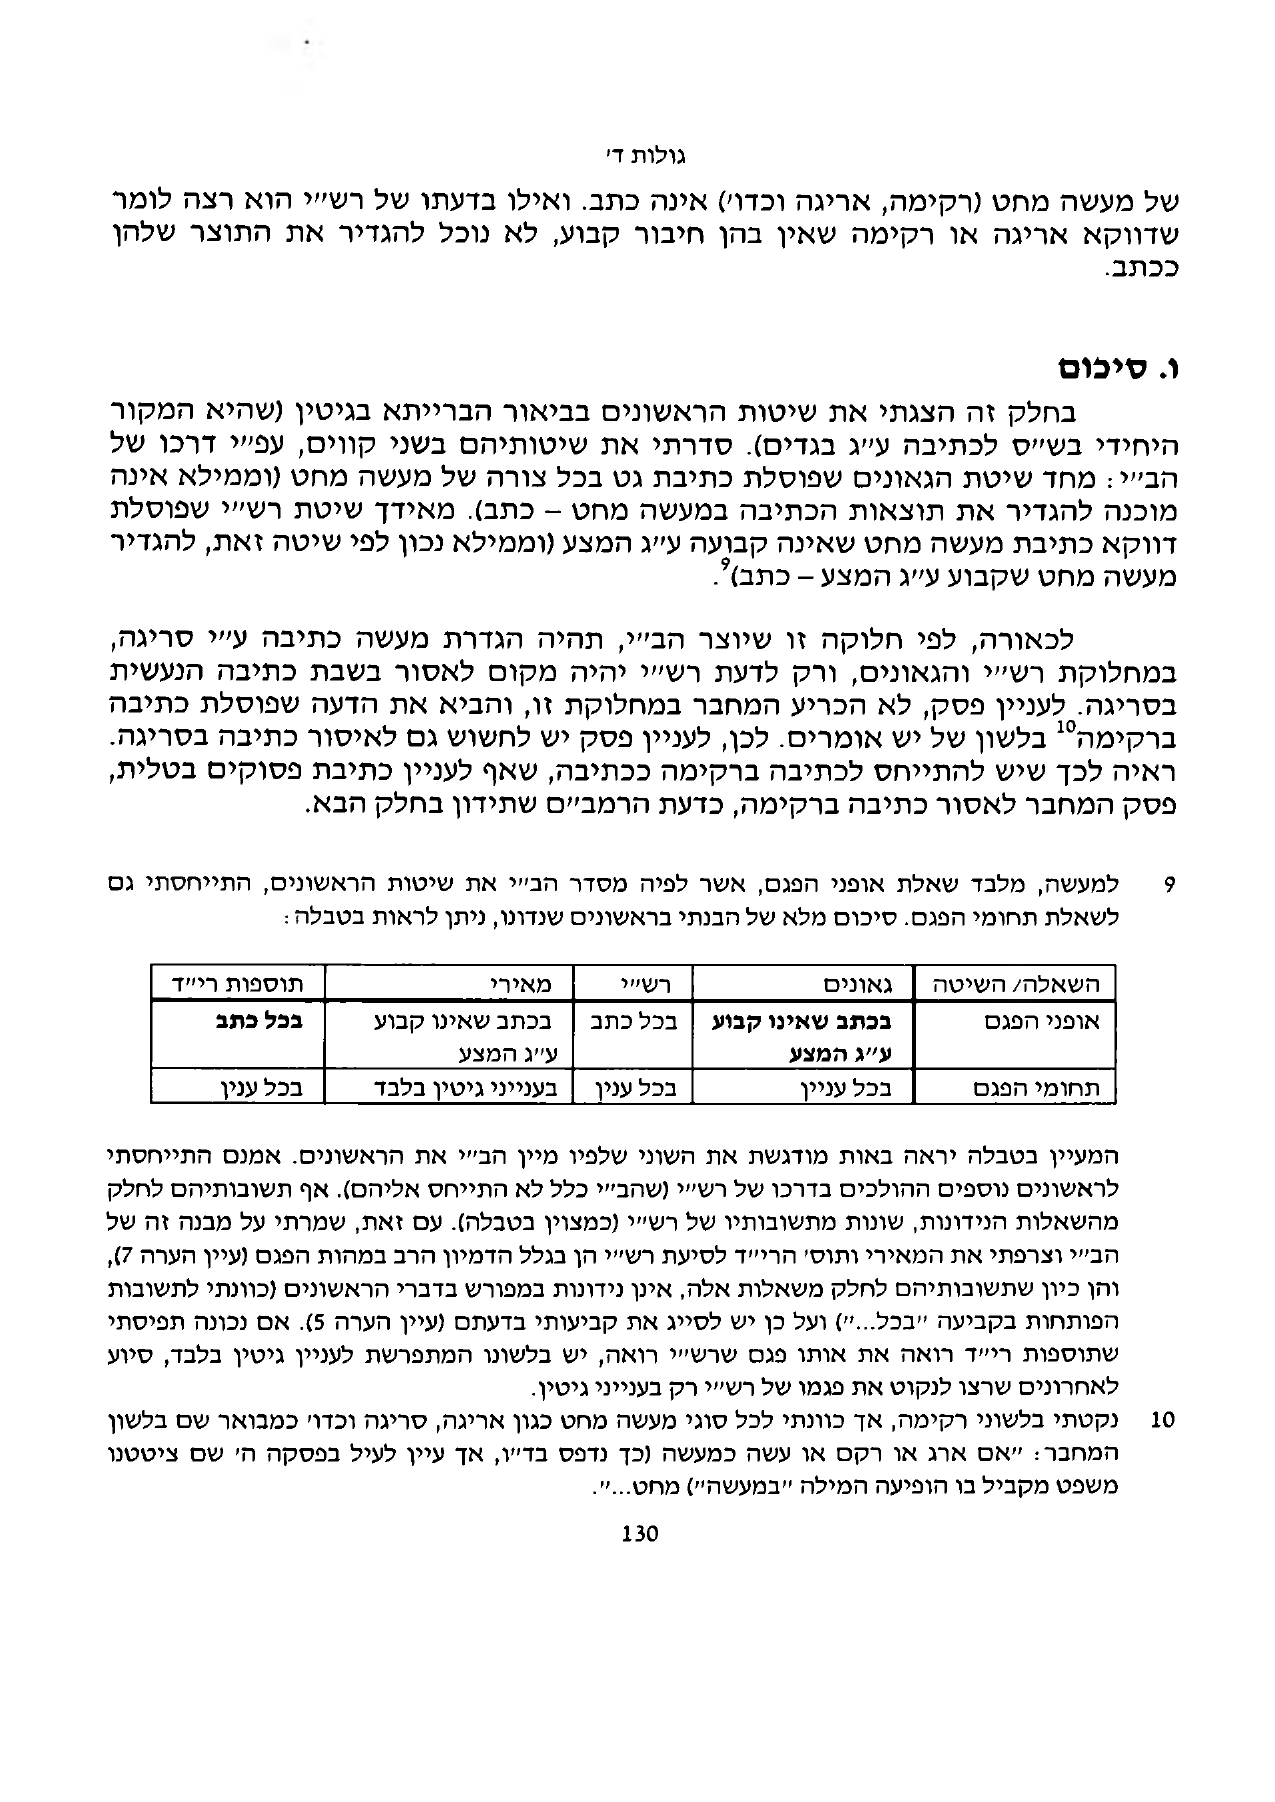 גולות ד'
של מעשה מחט (רקימה, אריגה וכדו') אינה כתב. ואילו בדעתו של רש"י הוא רצה לומר
שדווקא אריגה או רקימה שאין בהן חיבור קבוע, לא נוכל להגדיר את התוצר שלהן
ככתב.
ו. סיכום
בחלק זה הצגתי את שיטות הראשונים בביאור הברייתא בגיטין (שהיא המקור
היחידי בש"ס לכתיבה ע"ג בגדים). סדרתי את שיטותיהם בשני קווים, עפ"י דרכו של
הב"י: מחד שיטת הגאונים שפוסלת כתיבת גט בכל צורה של מעשה מחט (וממילא אינה
מוכנה להגדיר את תוצאות הכתיבה במעשה מחט – כתב). מאידך שיטת רש"י שפוסלת
דווקא כתיבת מעשה מחט שאינה קבועה ע"ג המצע (וממילא נכון לפי שיטה זאת, להגדיר
מעשה מחט שקבוע ע"ג המצע – כתב)9.
לכאורה, לפי חלוקה זו שיוצר הב"י, תהיה הגדרת מעשה כתיבה ע"י סריגה,
במחלוקת רש"י והגאונים, ורק לדעת רש"י יהיה מקום לאסור בשבת כתיבה הנעשית
בסריגה. לעניין פסק, לא הכריע המחבר במחלוקת זו, והביא את הדעה שפוסלת כתיבה
ברקימה10 בלשון של יש אומרים. לכן, לעניין פסק יש לחשוש גם לאיסור כתיבה בסריגה.
ראיה לכך שיש להתייחס לכתיבה ברקימה ככתיבה, שאף לעניין כתיבת פסוקים בטלית,
פסק המחבר לאסור כתיבה ברקימה, כדעת הרמב"ם שתידון בחלק הבא.
9 למעשה, מלבד שאלת אופני הפגם, אשר לפיה מסדר הב"י את שיטות הראשונים, התייחסתי גם
לשאלת תחומי הפגם. סיכום מלא של הבנתי בראשונים שנדונו, ניתן לראות בטבלה:
השאלה/ השיטה גאונים רש"י מאירי תוספות רי"ד
אופני הפגם בכתב שאינו קבוע בכל כתב בכתב שאינו קבוע בכל כתב
ע"ג המצע ע"ג המצע
תחומי הפגם בכל עניין בכל ענין בענייני גיטין בלבד בכל ענין
המעיין בטבלה יראה באות מודגשת את השוני שלפיו מיין הב"י את הראשונים. אמנם התייחסתי
לראשונים נוספים ההולכים בדרכו של רש"י (שהב"י כלל לא התייחס אליהם). אף תשובותיהם לחלק
מהשאלות הנידונות, שונות מתשובותיו של רש"י (כמצוין בטבלה). עם זאת, שמרתי על מבנה זה של
הב"י וצרפתי את המאירי ותוס' הרי"ד לסיעת רש"י הן בגלל הדמיון הרב במהות הפגם (עיין הערה 7),
והן כיון שתשובותיהם לחלק משאלות אלה, אינן נידונות במפורש בדברי הראשונים (כוונתי לתשובות
הפותחות בקביעה "בכל...") ועל כן יש לסייג את קביעותי בדעתם (עיין הערה 5). אם נכונה תפיסתי
שתוספות רי"ד רואה את אותו פגם שרש"י רואה, יש בלשונו המתפרשת לעניין גיטין בלבד, סיוע
לאחרונים שרצו לנקוט את פגמו של רש"י רק בענייני גיטין.
10 נקטתי בלשוני רקימה, אך כוונתי לכל סוגי מעשה מחט כגון אריגה, סריגה וכדו' כמבואר שם בלשון
המחבר: "אם ארג או רקם או עשה כמעשה (כך נדפס בד"ו, אך עיין לעיל בפסקה ה' שם ציטטנו
משפט מקביל בו הופיעה המילה "במעשה") מחט...".
130